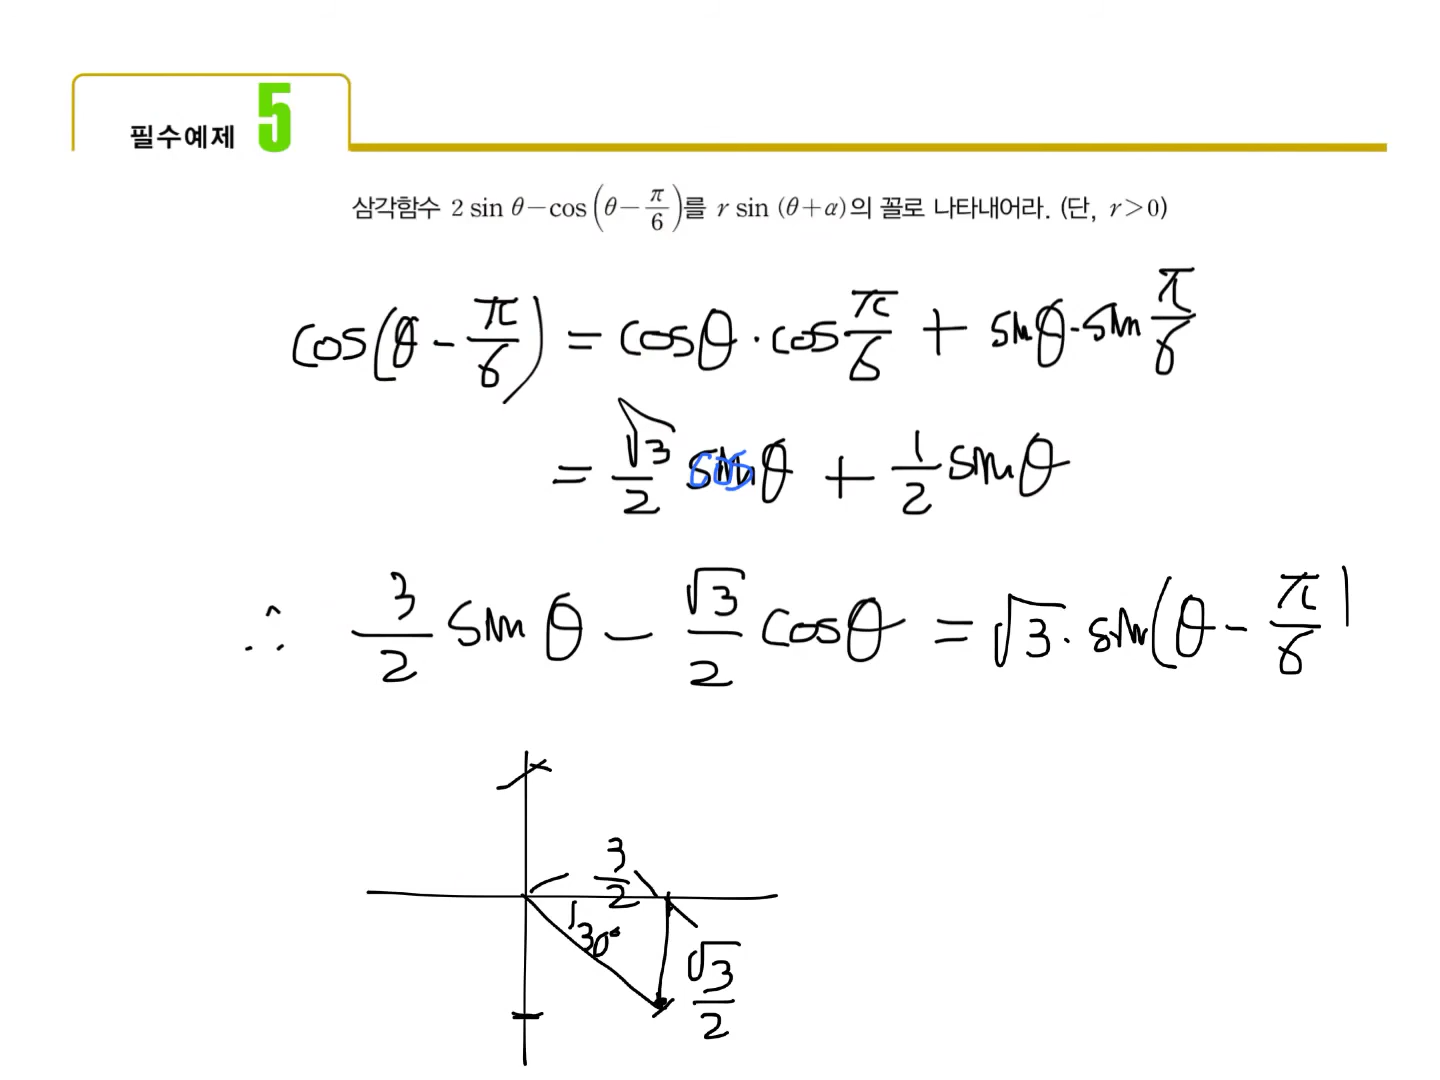 필수예제 5
삼각함수 2 sin θ−cos(θ−π/6)를 r sin (θ+α)의 꼴로 나타내어라. (단, r>0)
cos(θ - π/6) = cosθ · cos π/6 + sinθ · sin π/6
= √3/2 cosθ + 1/2 sinθ
∴ 3/2 sinθ - √3/2 cosθ = √3 · sin(θ - π/6)
3/2
30°
√3/2